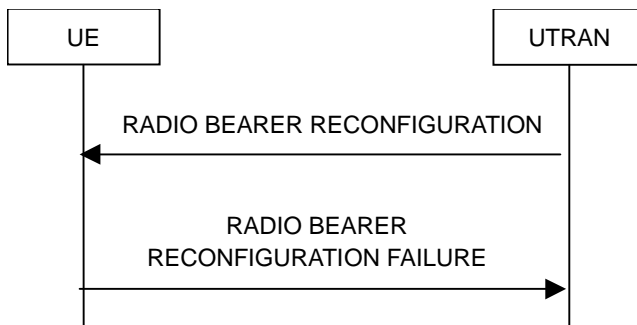 UE
UTRAN
RADIO BEARER RECONFIGURATION
RADIO BEARER
RECONFIGURATION FAILURE